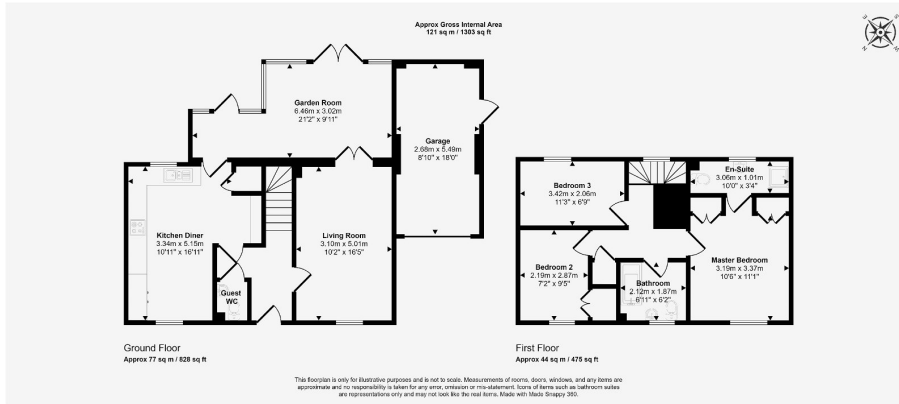 Approx Gross Internal Area
121 sq m / 1303 sq ft
Garden Room
6.46m x 3.02m
21'2" x 9'11"
Garage
2.68m x 5.49m
8'10" x 18'0"
Kitchen Diner
3.34m x 5.15m
10'11" x 16'11"
Living Room
3.10m x 5.01m
10'2" x 16'5"
Guest
WC
Ground Floor
Approx 77 sq m / 828 sq ft
En-Suite
3.06m x 1.01m
10'0" x 3'4"
Bedroom 3
3.42m x 2.06m
11'3" x 6'9"
Master Bedroom
3.19m x 3.37m
10'6" x 11'1"
Bedroom 2
2.19m x 2.87m
7'2" x 9'5"
Bathroom
2.12m x 1.87m
6'11" x 6'2"
First Floor
Approx 44 sq m / 475 sq ft
This floorplan is only for illustrative purposes and is not to scale. Measurements of rooms, doors, windows, and any items are
approximate and no responsibility is taken for any error, omission or mis-statement. Icons of items such as bathroom suites
are representations only and may not look like the real items. Made with Made Snappy 360.